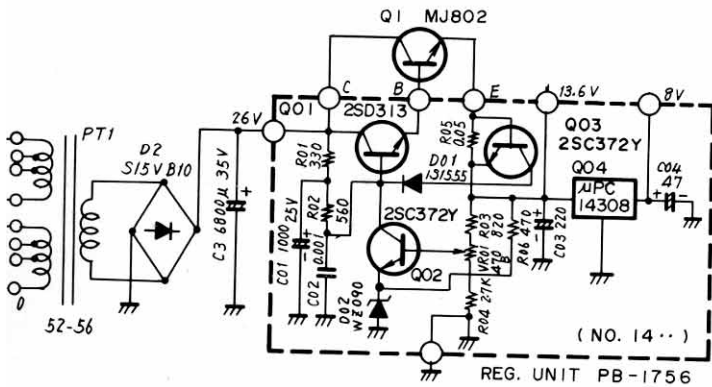 Q1 MJ802
C
B
E
13.6V
8V
26V
Q01
2SD313
PT1
D2
S15VB10
C3 6800μ 35V
+
R01
330
R02
560
C01 1000 25V
+
-
C02
0.001
D01
1S1555
R05
0.05
Q03
2SC372Y
Q04
μPC
14308
C04
47
+
-
2SC372Y
Q02
R03
820
VR01
470
B
R06 470
C03 220
+
-
R04 2.7K
D02
WZ090
0
52-56
(NO. 14··)
REG. UNIT PB-1756